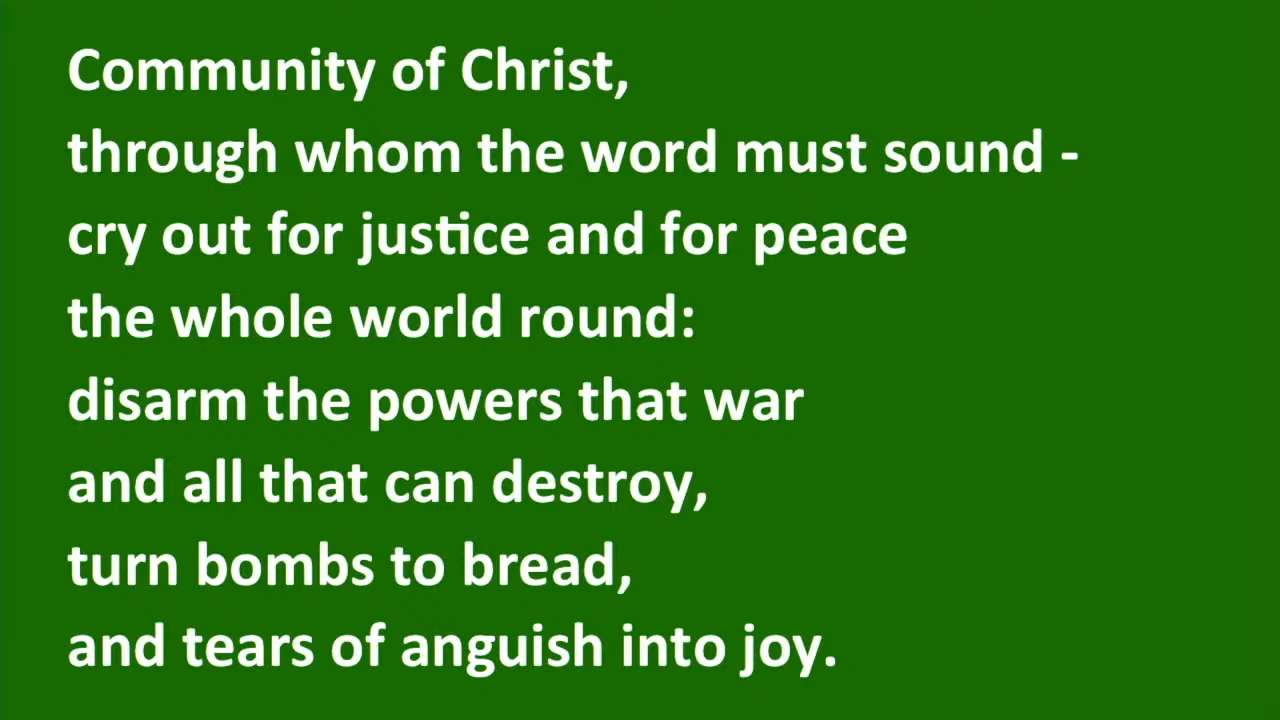 Community of Christ,
through whom the word must sound -
cry out for justice and for peace
the whole world round:
disarm the powers that war
and all that can destroy,
turn bombs to bread,
and tears of anguish into joy.